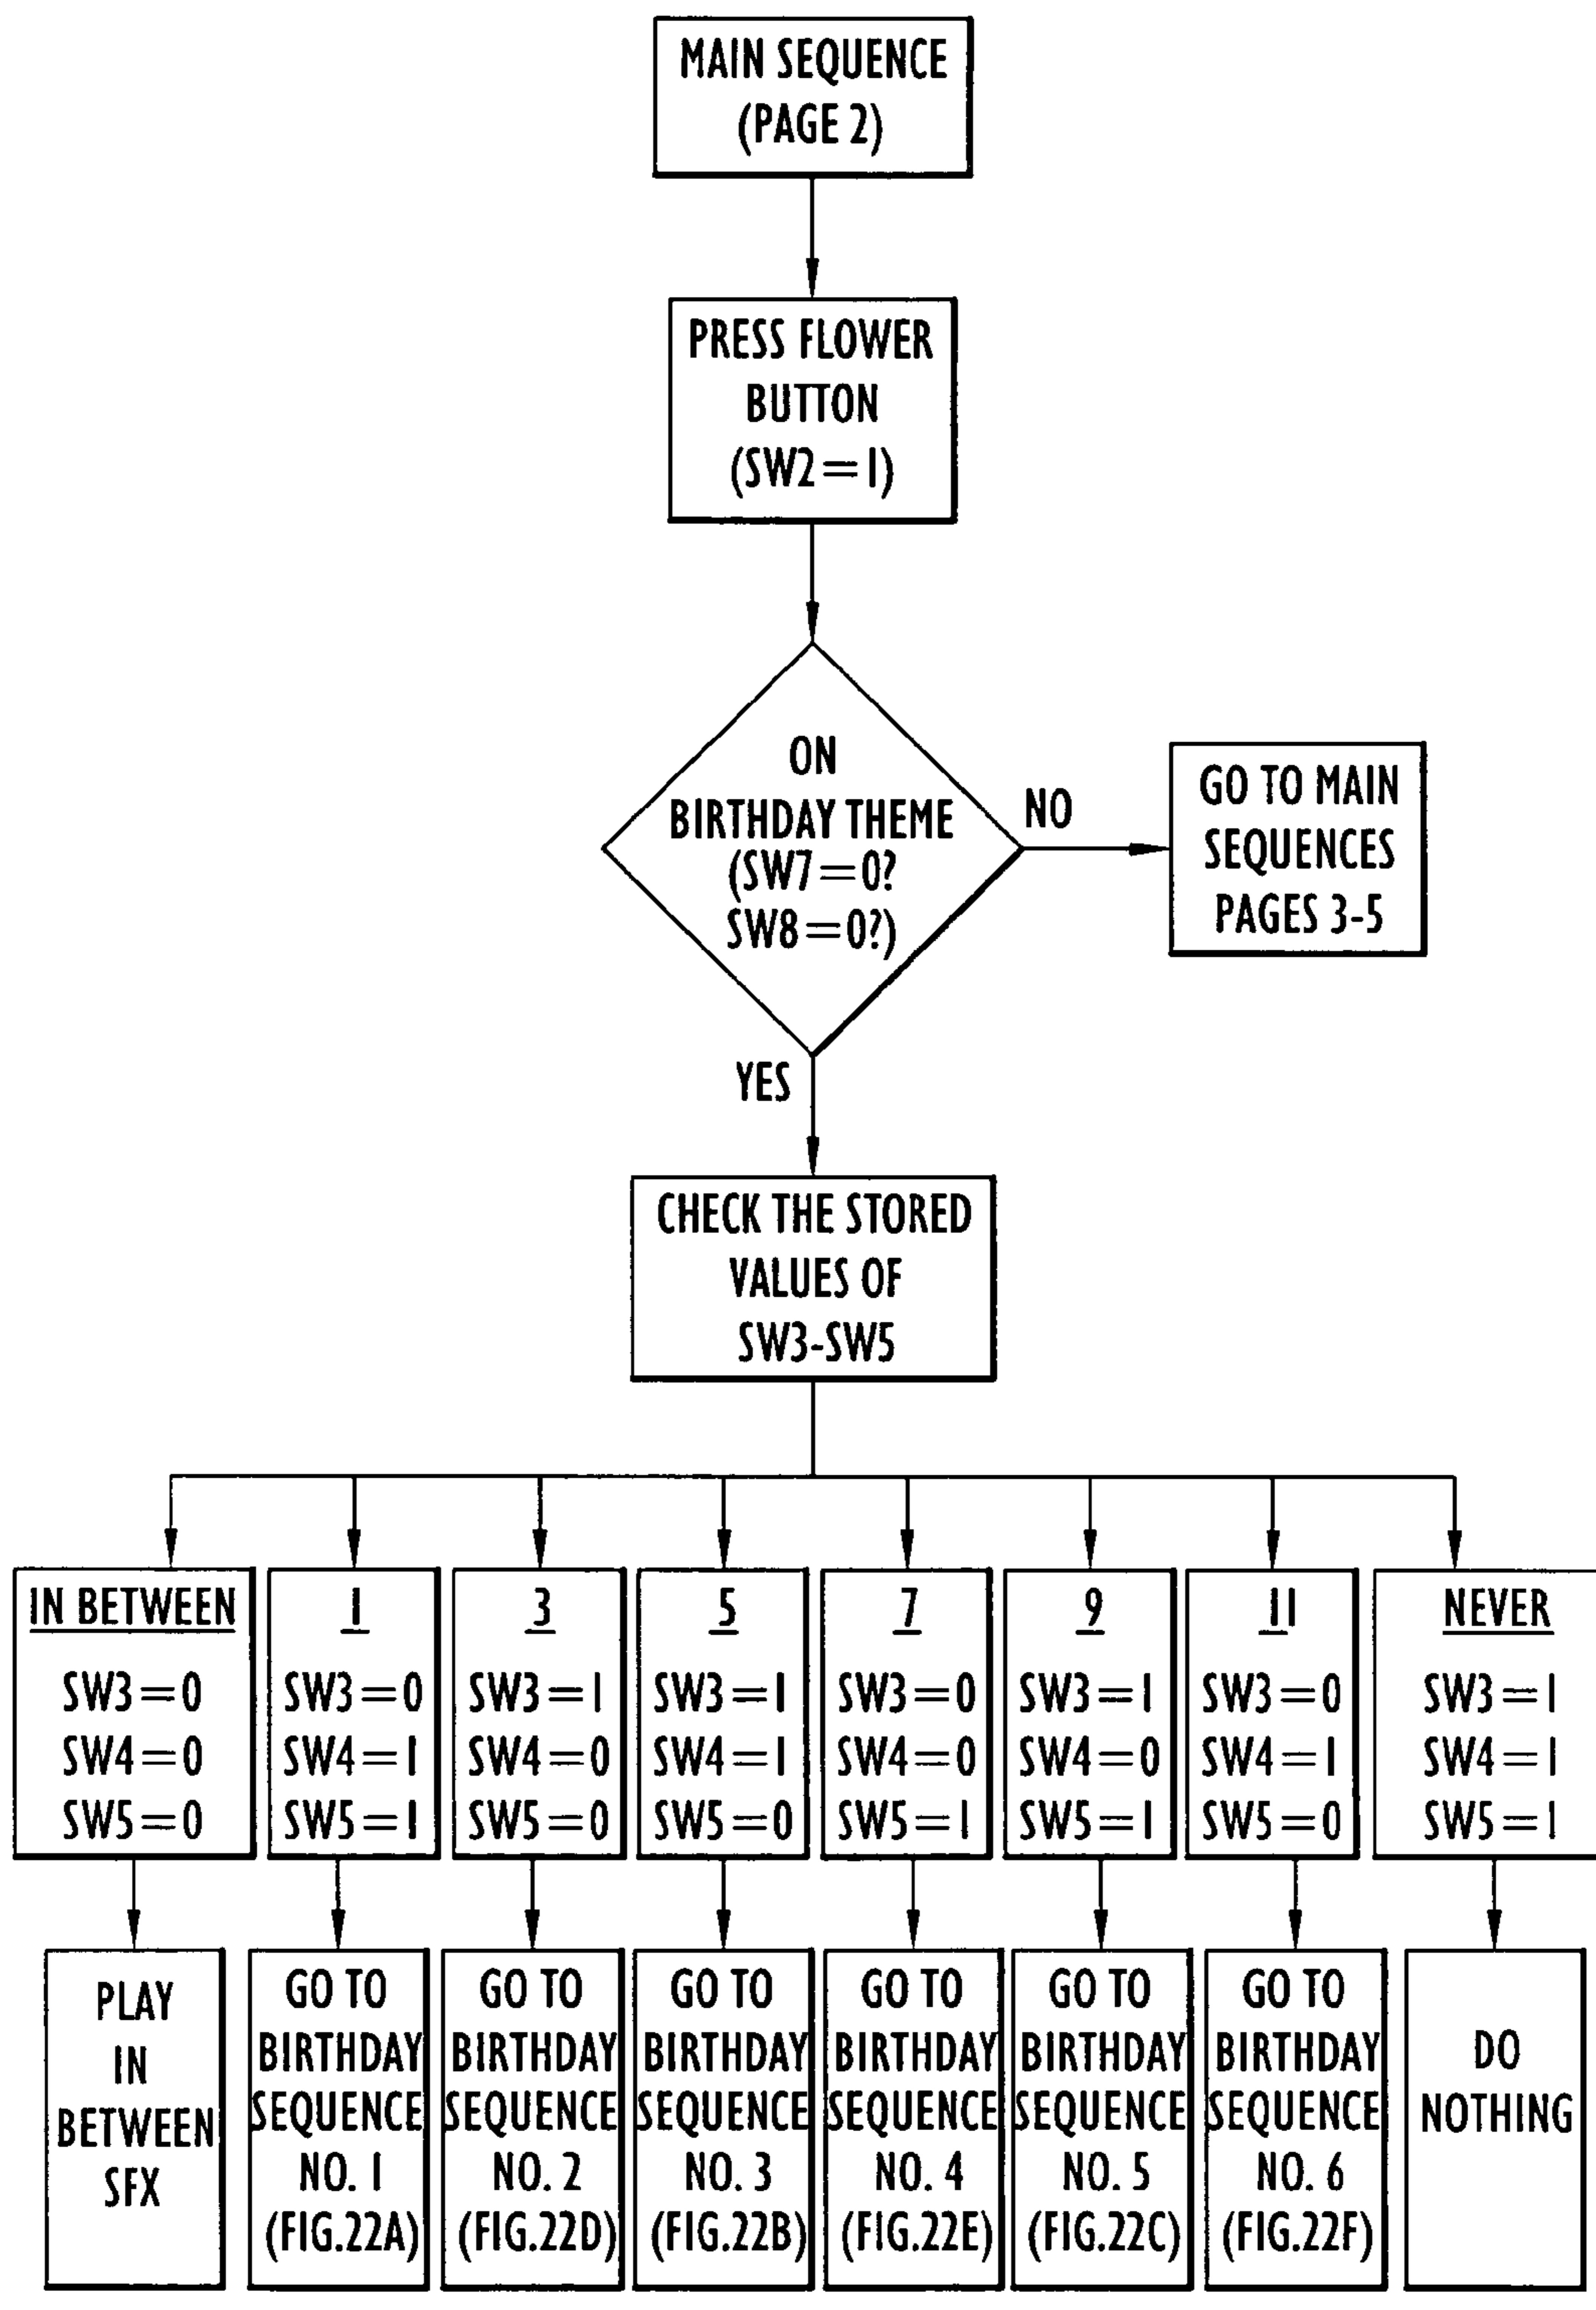 MAIN SEQUENCE
(PAGE 2)
PRESS FLOWER
BUTTON
(SW2=1)
ON
BIRTHDAY THEME
(SW7=0?
SW8=0?)
NO
GO TO MAIN
SEQUENCES
PAGES 3-5
YES
CHECK THE STORED
VALUES OF
SW3-SW5
IN BETWEEN
SW3=0
SW4=0
SW5=0
1
SW3=0
SW4=1
SW5=1
3
SW3=1
SW4=0
SW5=0
5
SW3=1
SW4=1
SW5=0
7
SW3=0
SW4=0
SW5=1
9
SW3=1
SW4=0
SW5=1
11
SW3=0
SW4=1
SW5=0
NEVER
SW3=1
SW4=1
SW5=1
PLAY
IN
BETWEEN
SFX
GO TO
BIRTHDAY
SEQUENCE
NO. 1
(FIG.22A)
GO TO
BIRTHDAY
SEQUENCE
NO. 2
(FIG.22D)
GO TO
BIRTHDAY
SEQUENCE
NO. 3
(FIG.22B)
GO TO
BIRTHDAY
SEQUENCE
NO. 4
(FIG.22E)
GO TO
BIRTHDAY
SEQUENCE
NO. 5
(FIG.22C)
GO TO
BIRTHDAY
SEQUENCE
NO. 6
(FIG.22F)
DO
NOTHING